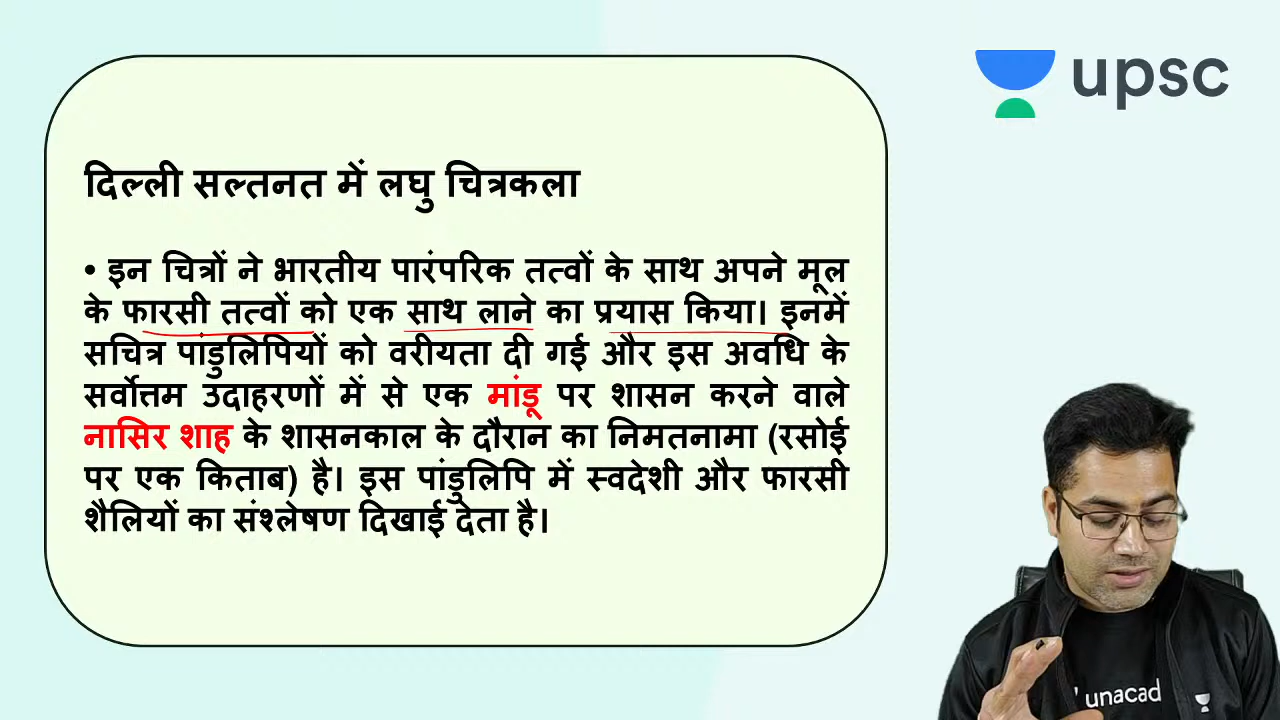 upsc
दिल्ली सल्तनत में लघु चित्रकला
• इन चित्रों ने भारतीय पारंपरिक तत्वों के साथ अपने मूल
के फारसी तत्वों को एक साथ लाने का प्रयास किया। इनमें
सचित्र पांडुलिपियों को वरीयता दी गई और इस अवधि के
सर्वोत्तम उदाहरणों में से एक मांडू पर शासन करने वाले
नासिर शाह के शासनकाल के दौरान का निमतनामा (रसोई
पर एक किताब) है। इस पांडुलिपि में स्वदेशी और फारसी
शैलियों का संश्लेषण दिखाई देता है।
unacad